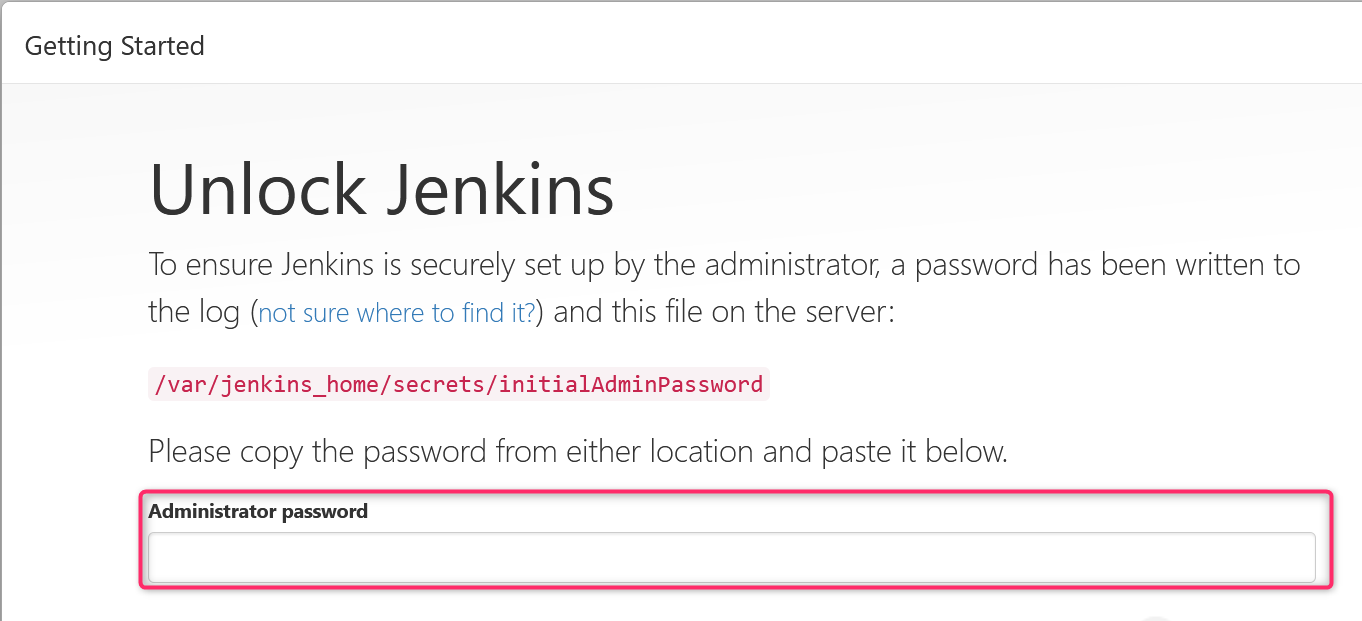 Getting Started
Unlock Jenkins
To ensure Jenkins is securely set up by the administrator, a password has been written to
the log (not sure where to find it?) and this file on the server:
/var/jenkins_home/secrets/initialAdminPassword
Please copy the password from either location and paste it below.
Administrator password